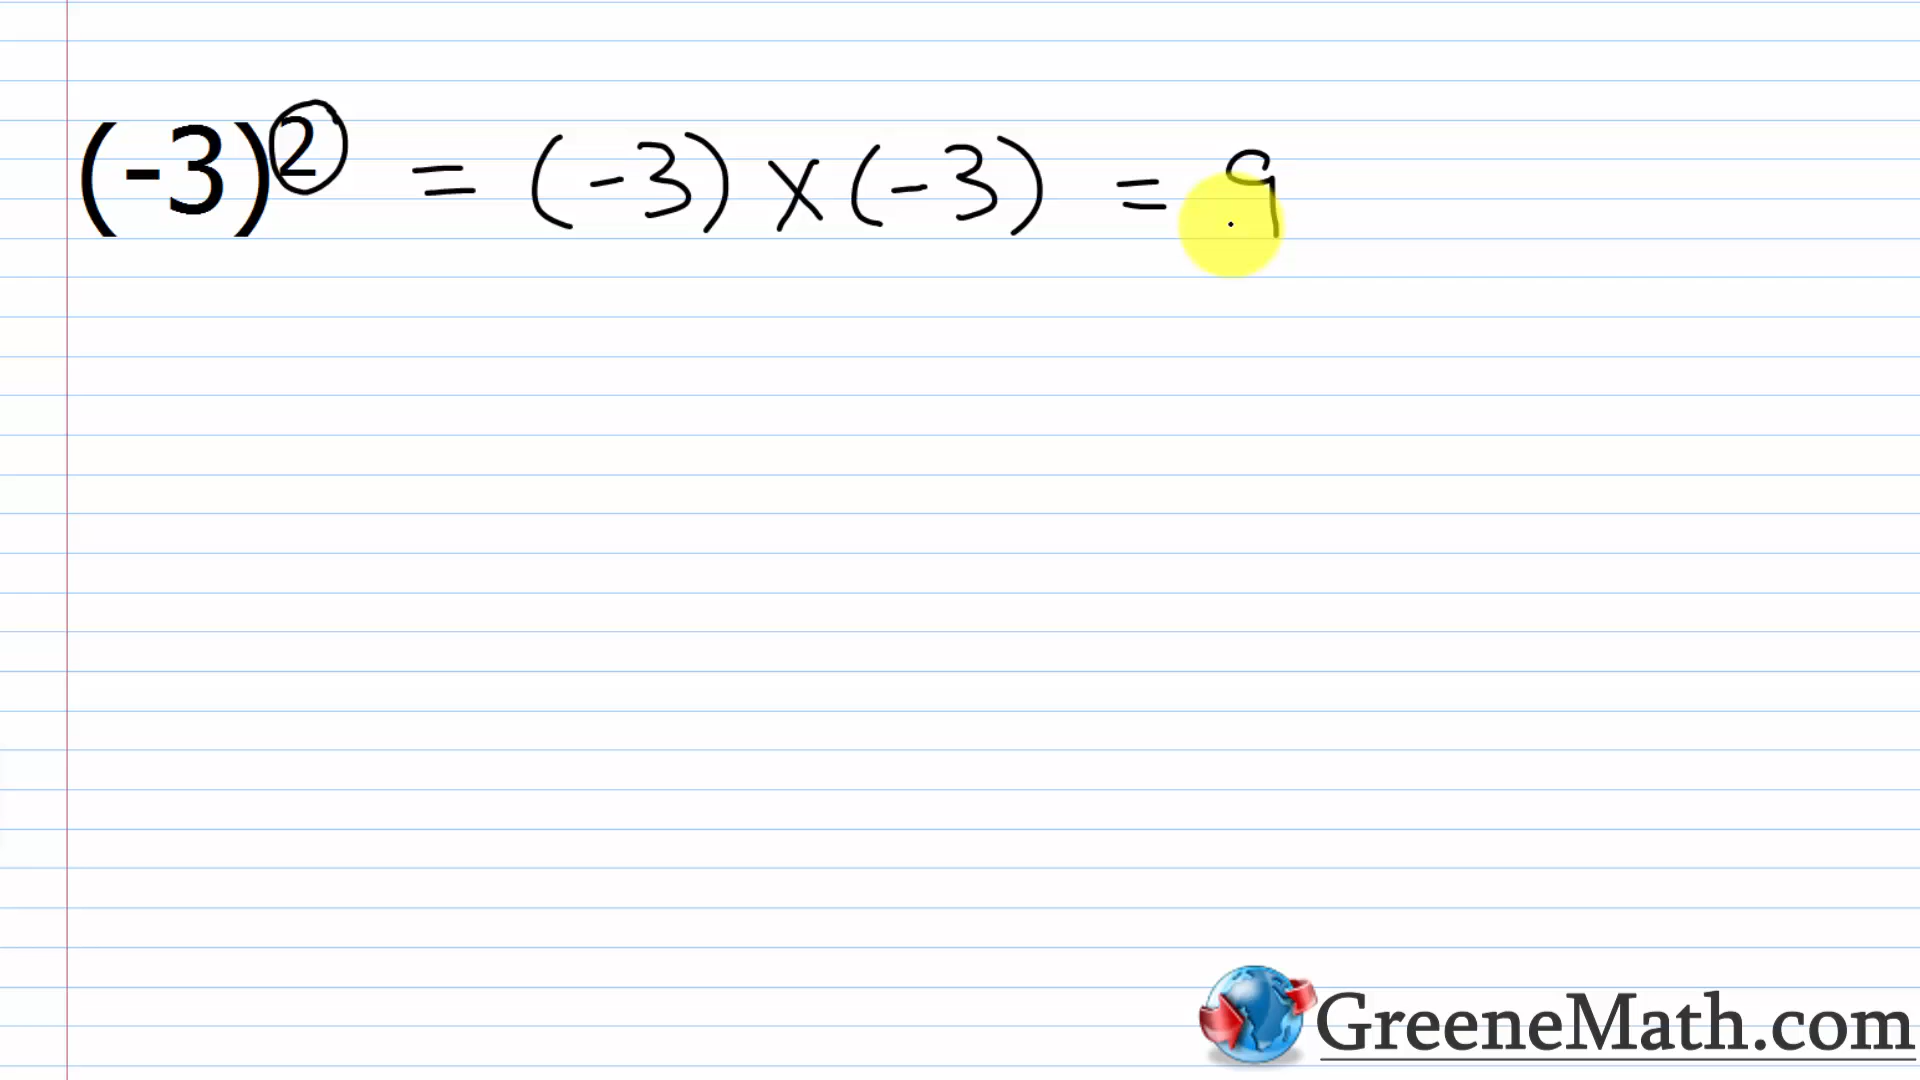 (-3)² = (-3) x (-3) = 9
GreeneMath.com